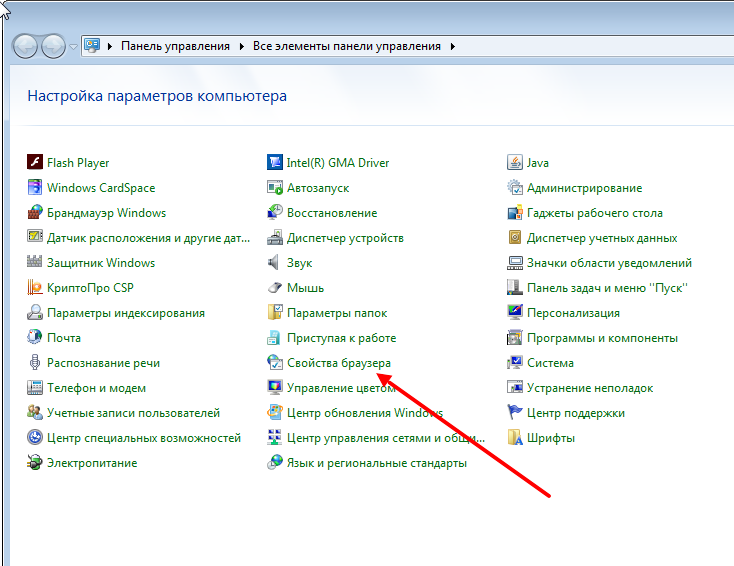 Панель управления ▸ Все элементы панели управления ▸
Настройка параметров компьютера
Flash Player
Intel(R) GMA Driver
Java
Windows CardSpace
Автозапуск
Администрирование
Брандмауэр Windows
Восстановление
Гаджеты рабочего стола
Датчик расположения и другие дат...
Диспетчер устройств
Диспетчер учетных данных
Защитник Windows
Звук
Значки области уведомлений
КриптоПро CSP
Мышь
Панель задач и меню ''Пуск''
Параметры индексирования
Параметры папок
Персонализация
Почта
Приступая к работе
Программы и компоненты
Распознавание речи
Свойства браузера
Система
Телефон и модем
Управление цветом
Устранение неполадок
Учетные записи пользователей
Центр обновления Windows
Центр поддержки
Центр специальных возможностей
Центр управления сетями и общи...
Шрифты
Электропитание
Язык и региональные стандарты